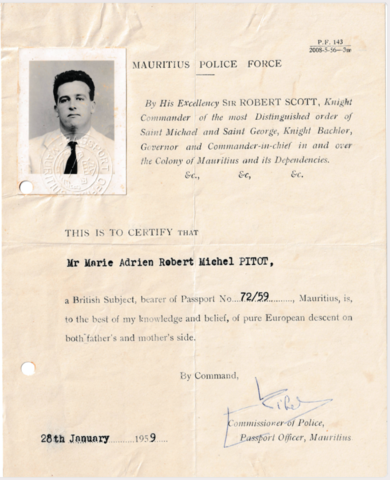 P.F. 143
2008-5-56—3M
MAURITIUS POLICE FORCE
By His Excellency SIR ROBERT SCOTT, Knight
Commander of the most Distinguished order of
Saint Michael and Saint George, Knight Bachlor,
Governor and Commander-in-chief in and over
the Colony of Mauritius and its Dependencies.
&c., &c, &c.
THIS IS TO CERTIFY THAT
Mr Marie Adrien Robert Michel PITOT,
a British Subject, bearer of Passport No. 72/59, Mauritius, is,
to the best of my knowledge and belief, of pure European descent on
both father's and mother's side.
By Command,
Commissioner of Police,
Passport Officer, Mauritius
28th January 1959